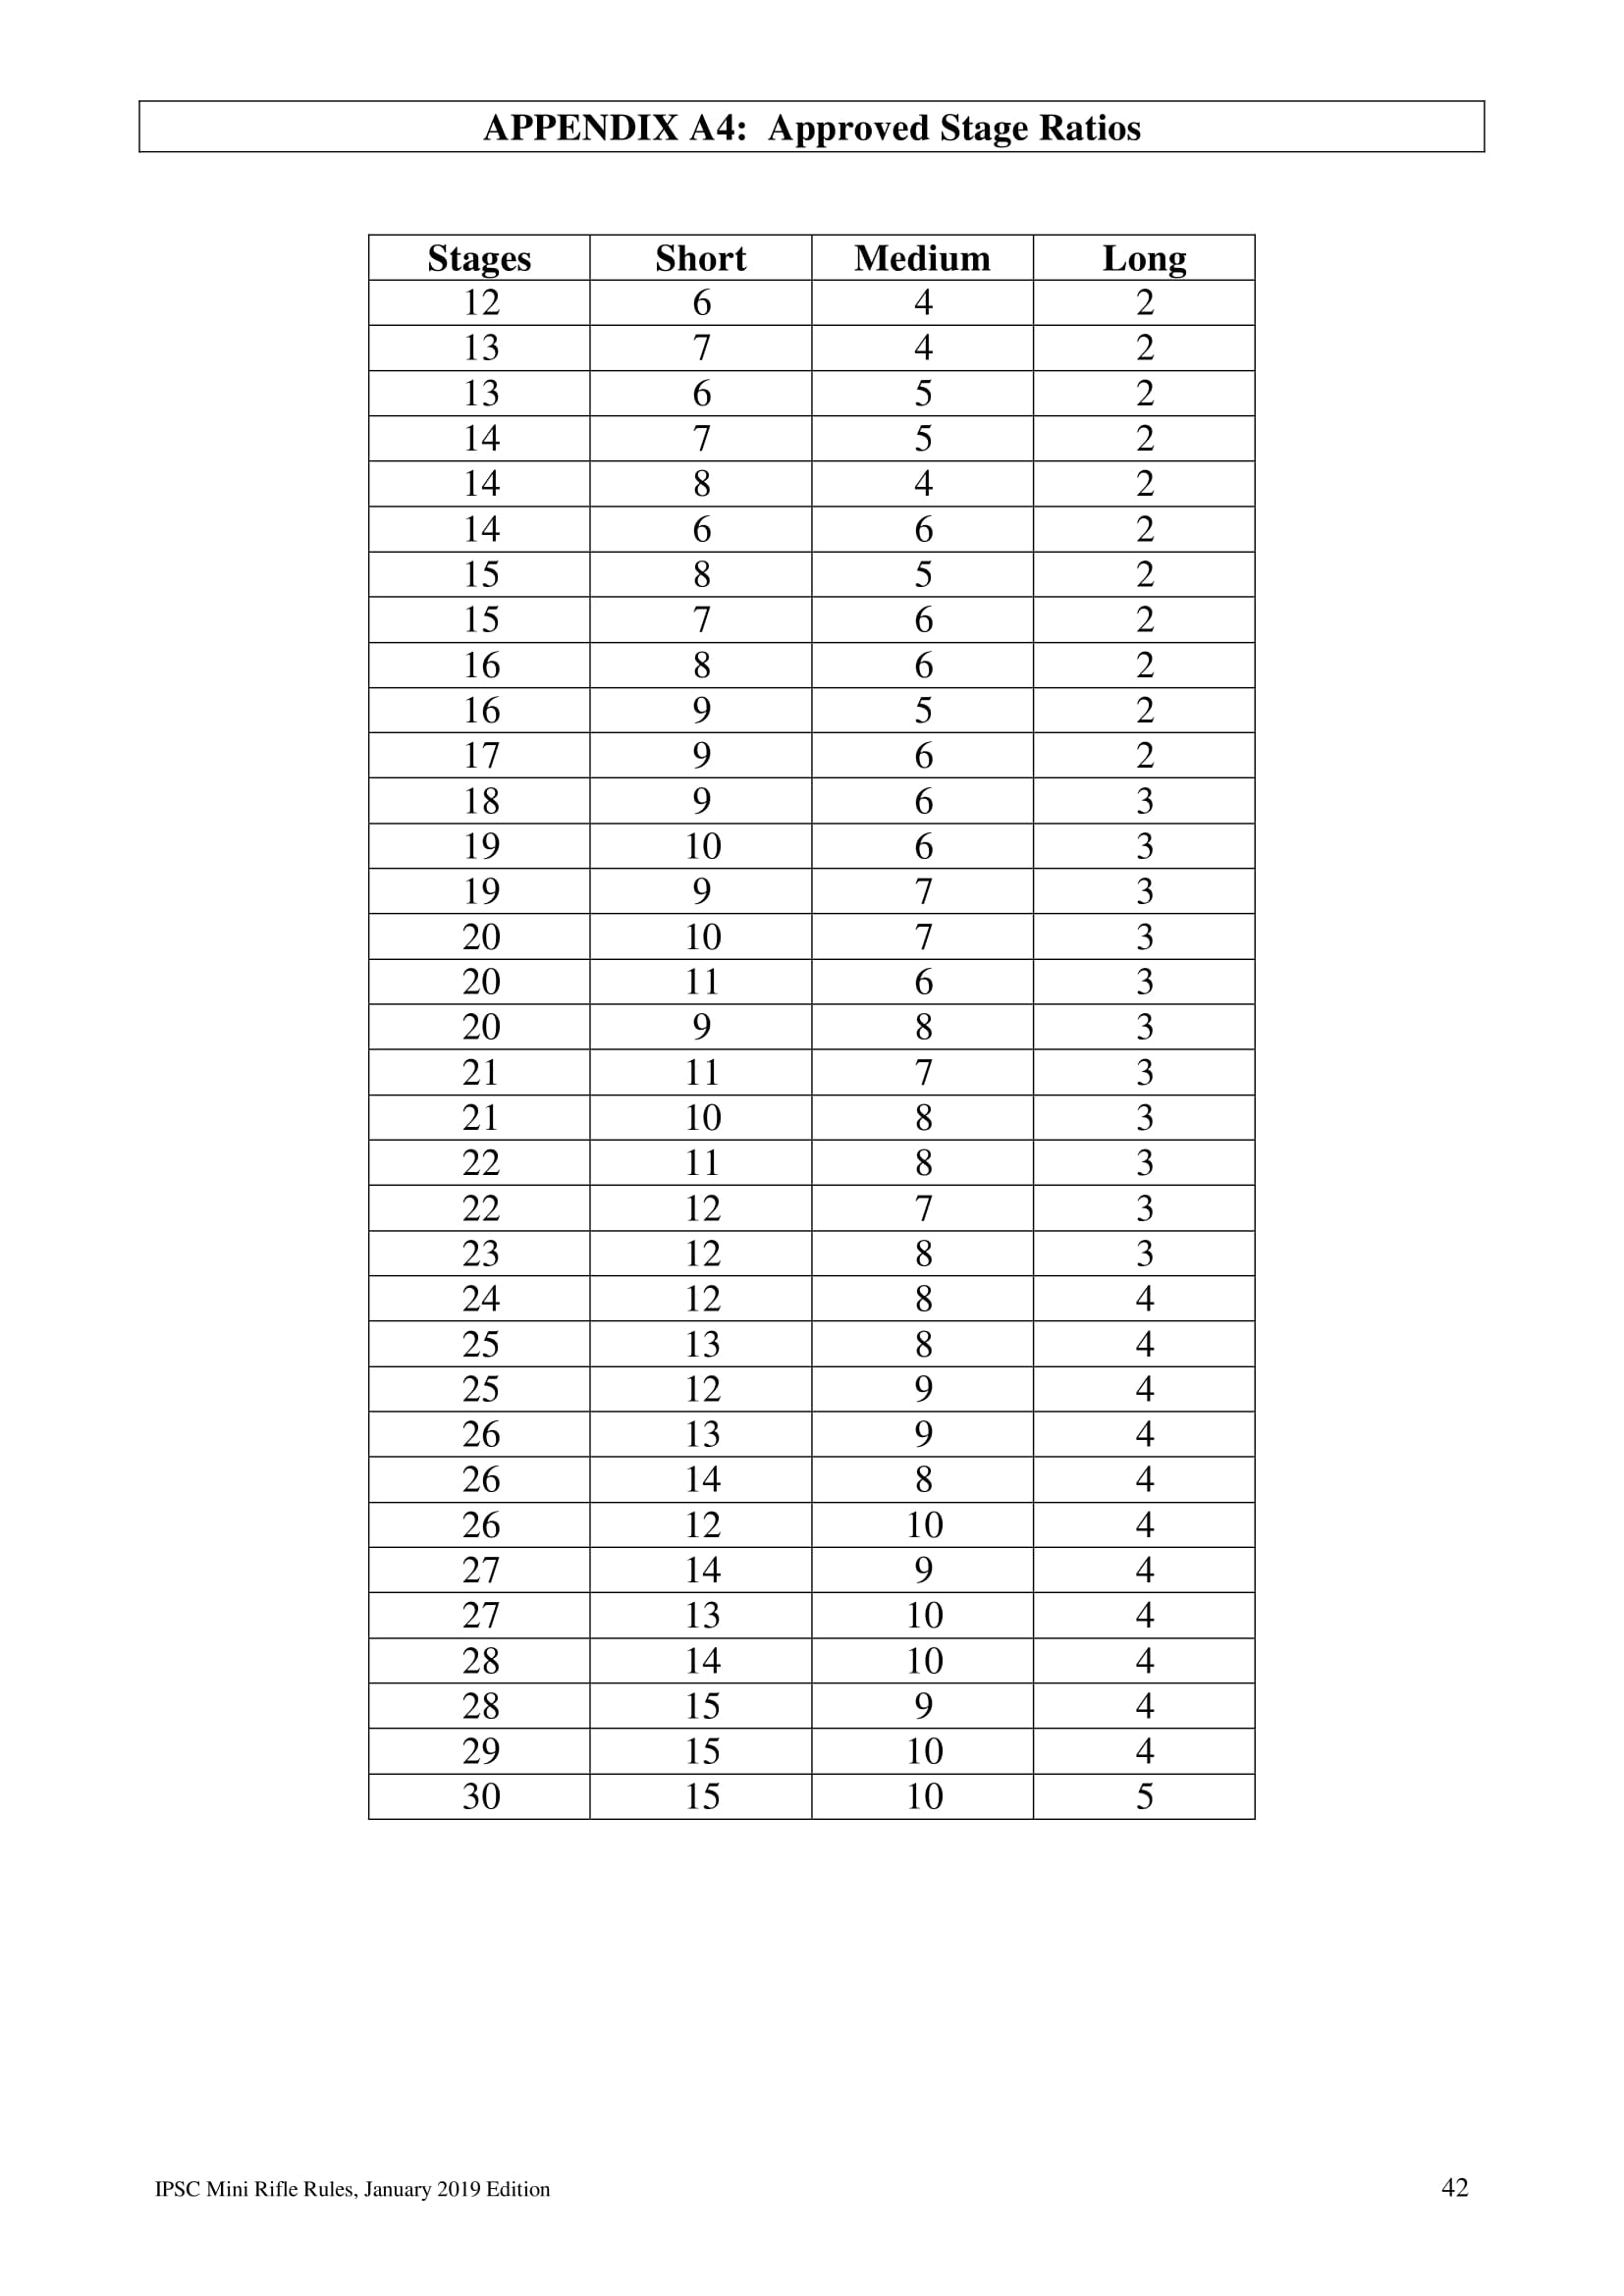 APPENDIX A4: Approved Stage Ratios
Stages Short Medium Long
12 6 4 2
13 7 4 2
13 6 5 2
14 7 5 2
14 8 4 2
14 6 6 2
15 8 5 2
15 7 6 2
16 8 6 2
16 9 5 2
17 9 6 2
18 9 6 3
19 10 6 3
19 9 7 3
20 10 7 3
20 11 6 3
20 9 8 3
21 11 7 3
21 10 8 3
22 11 8 3
22 12 7 3
23 12 8 3
24 12 8 4
25 13 8 4
25 12 9 4
26 13 9 4
26 14 8 4
26 12 10 4
27 14 9 4
27 13 10 4
28 14 10 4
28 15 9 4
29 15 10 4
30 15 10 5
IPSC Mini Rifle Rules, January 2019 Edition 42